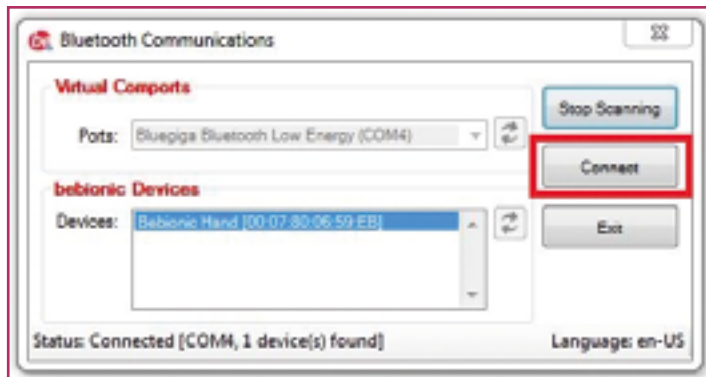 Bluetooth Communications
Virtual Comports
Stop Scanning
Ports: Bluegiga Bluetooth Low Energy (COM4)
Connect
bebionic Devices
Devices: Bebionic Hand [00:07:80:06:59:EB]
Exit
Status: Connected [COM4, 1 device(s) found]
Language: en-US